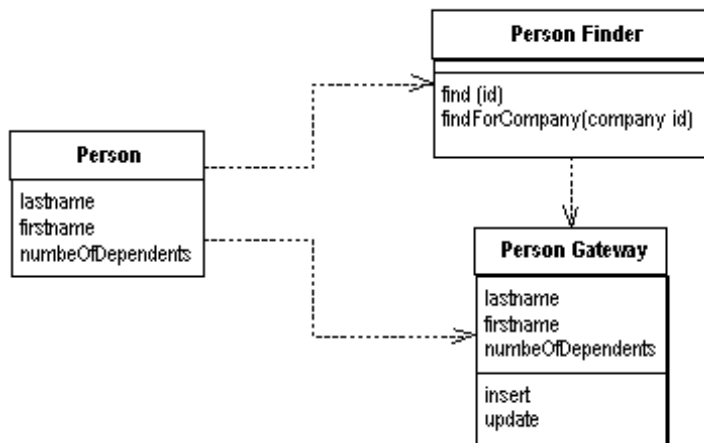 Person Finder
find (id)
findForCompany(company id)
Person
lastname
firstname
numbeOfDependents
Person Gateway
lastname
firstname
numbeOfDependents
insert
update